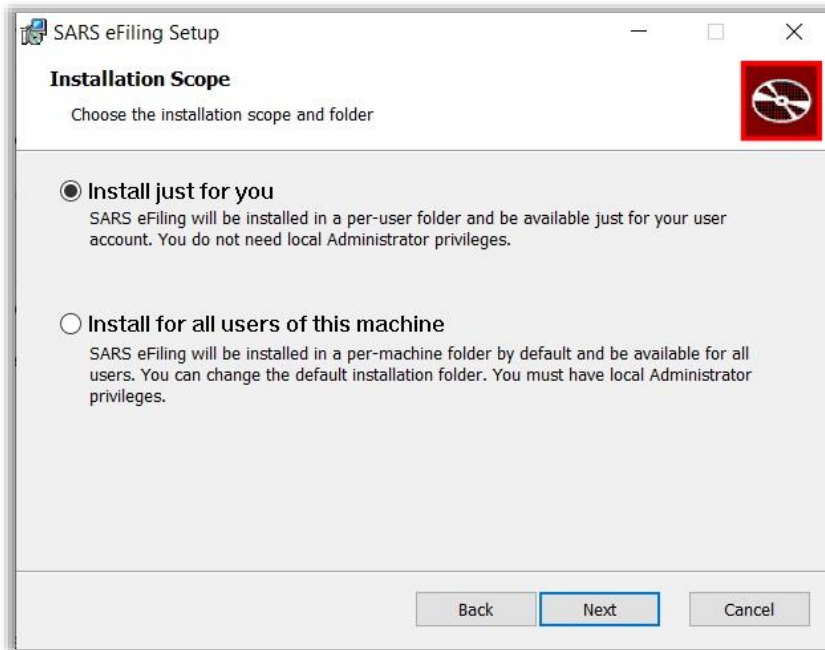 SARS eFiling Setup
Installation Scope
Choose the installation scope and folder
Install just for you
SARS eFiling will be installed in a per-user folder and be available just for your user
account. You do not need local Administrator privileges.
Install for all users of this machine
SARS eFiling will be installed in a per-machine folder by default and be available for all
users. You can change the default installation folder. You must have local Administrator
privileges.
Back Next Cancel